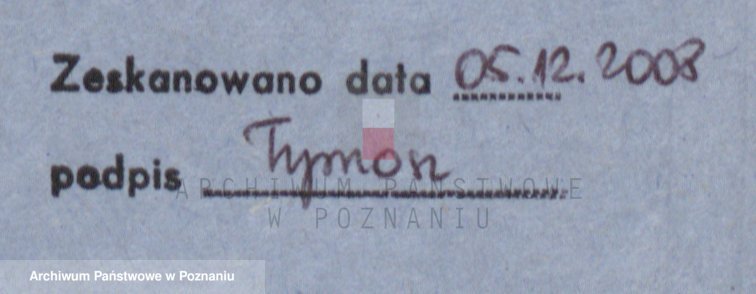 Zeskanowano data 05.12.2008
podpis Tymon
ARCHIWUM PAŃSTWOWE
W POZNANIU
Archiwum Państwowe w Poznaniu